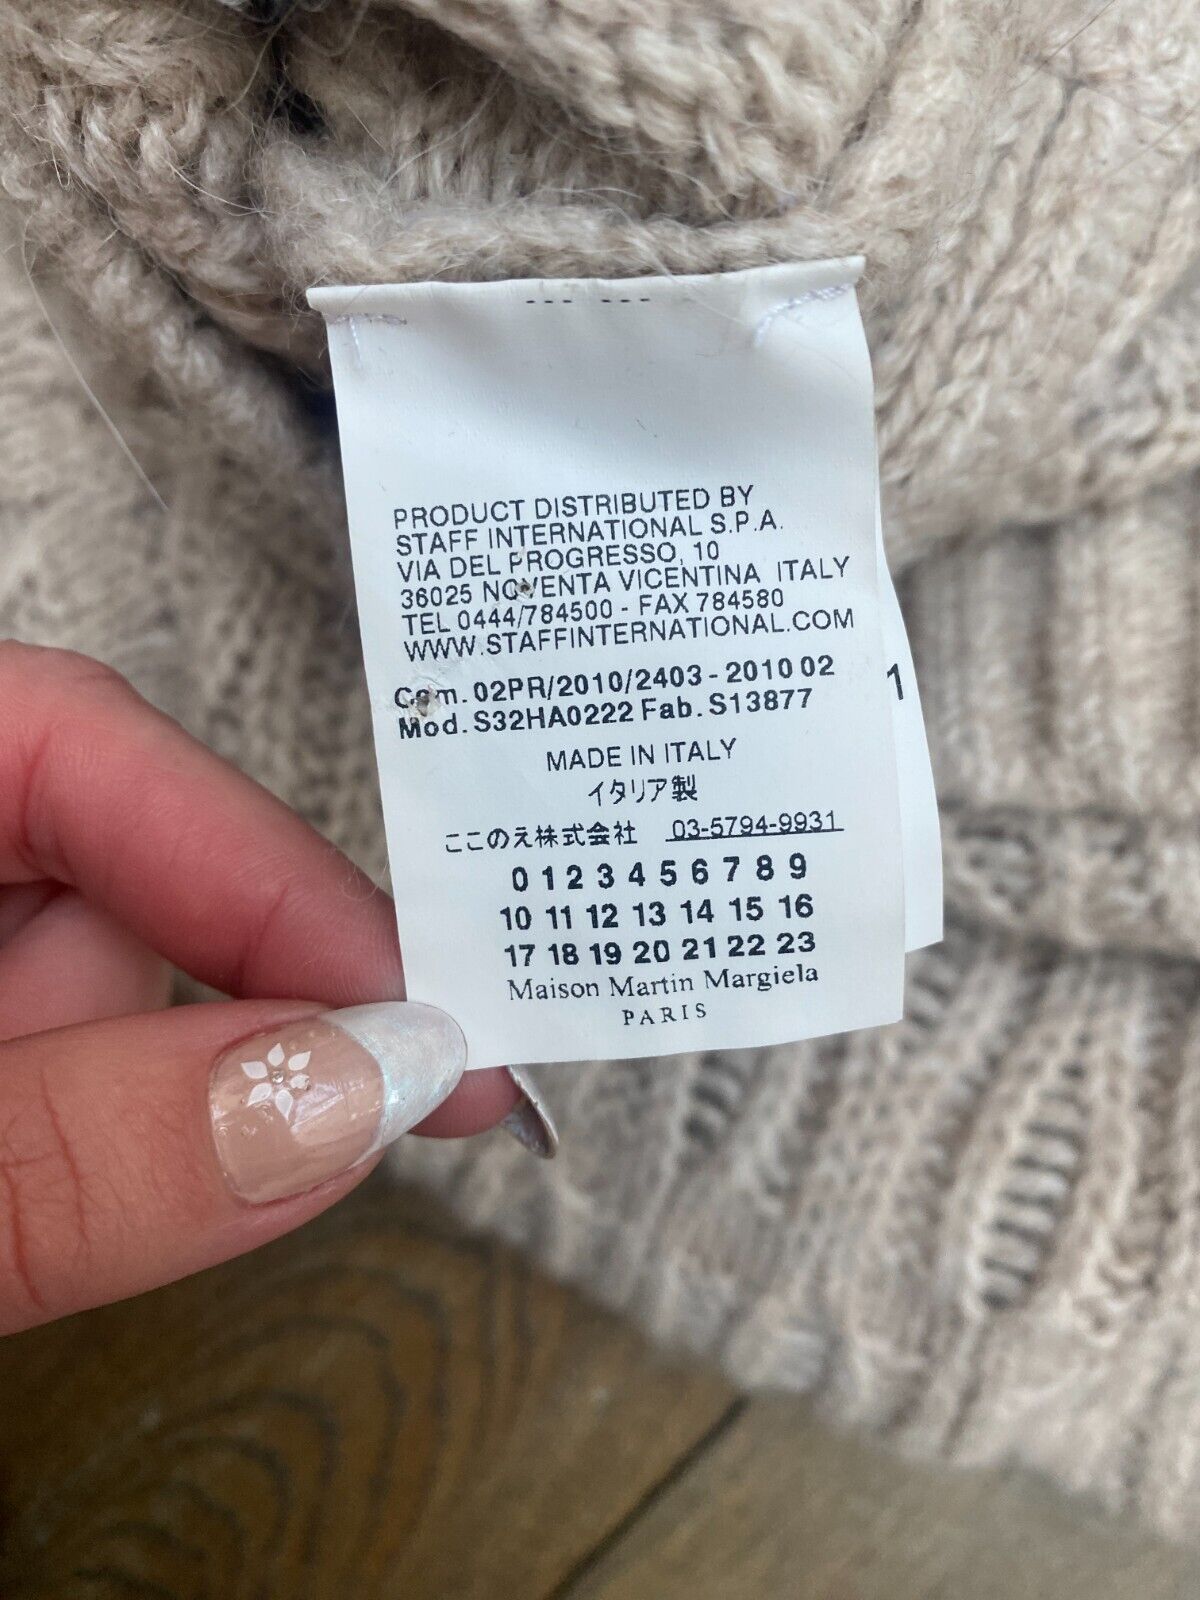 PRODUCT DISTRIBUTED BY
STAFF INTERNATIONAL S.P.A.
VIA DEL PROGRESSO, 10
36025 NOVENTA VICENTINA ITALY
TEL 0444/784500 - FAX 784580
WWW.STAFFINTERNATIONAL.COM
Com. 02PR/2010/2403 - 2010 02
Mod. S32HA0222 Fab. S13877
1
MADE IN ITALY
イタリア製
ここのえ株式会社 03-5794-9931
0 1 2 3 4 5 6 7 8 9
10 11 12 13 14 15 16
17 18 19 20 21 22 23
Maison Martin Margiela
PARIS